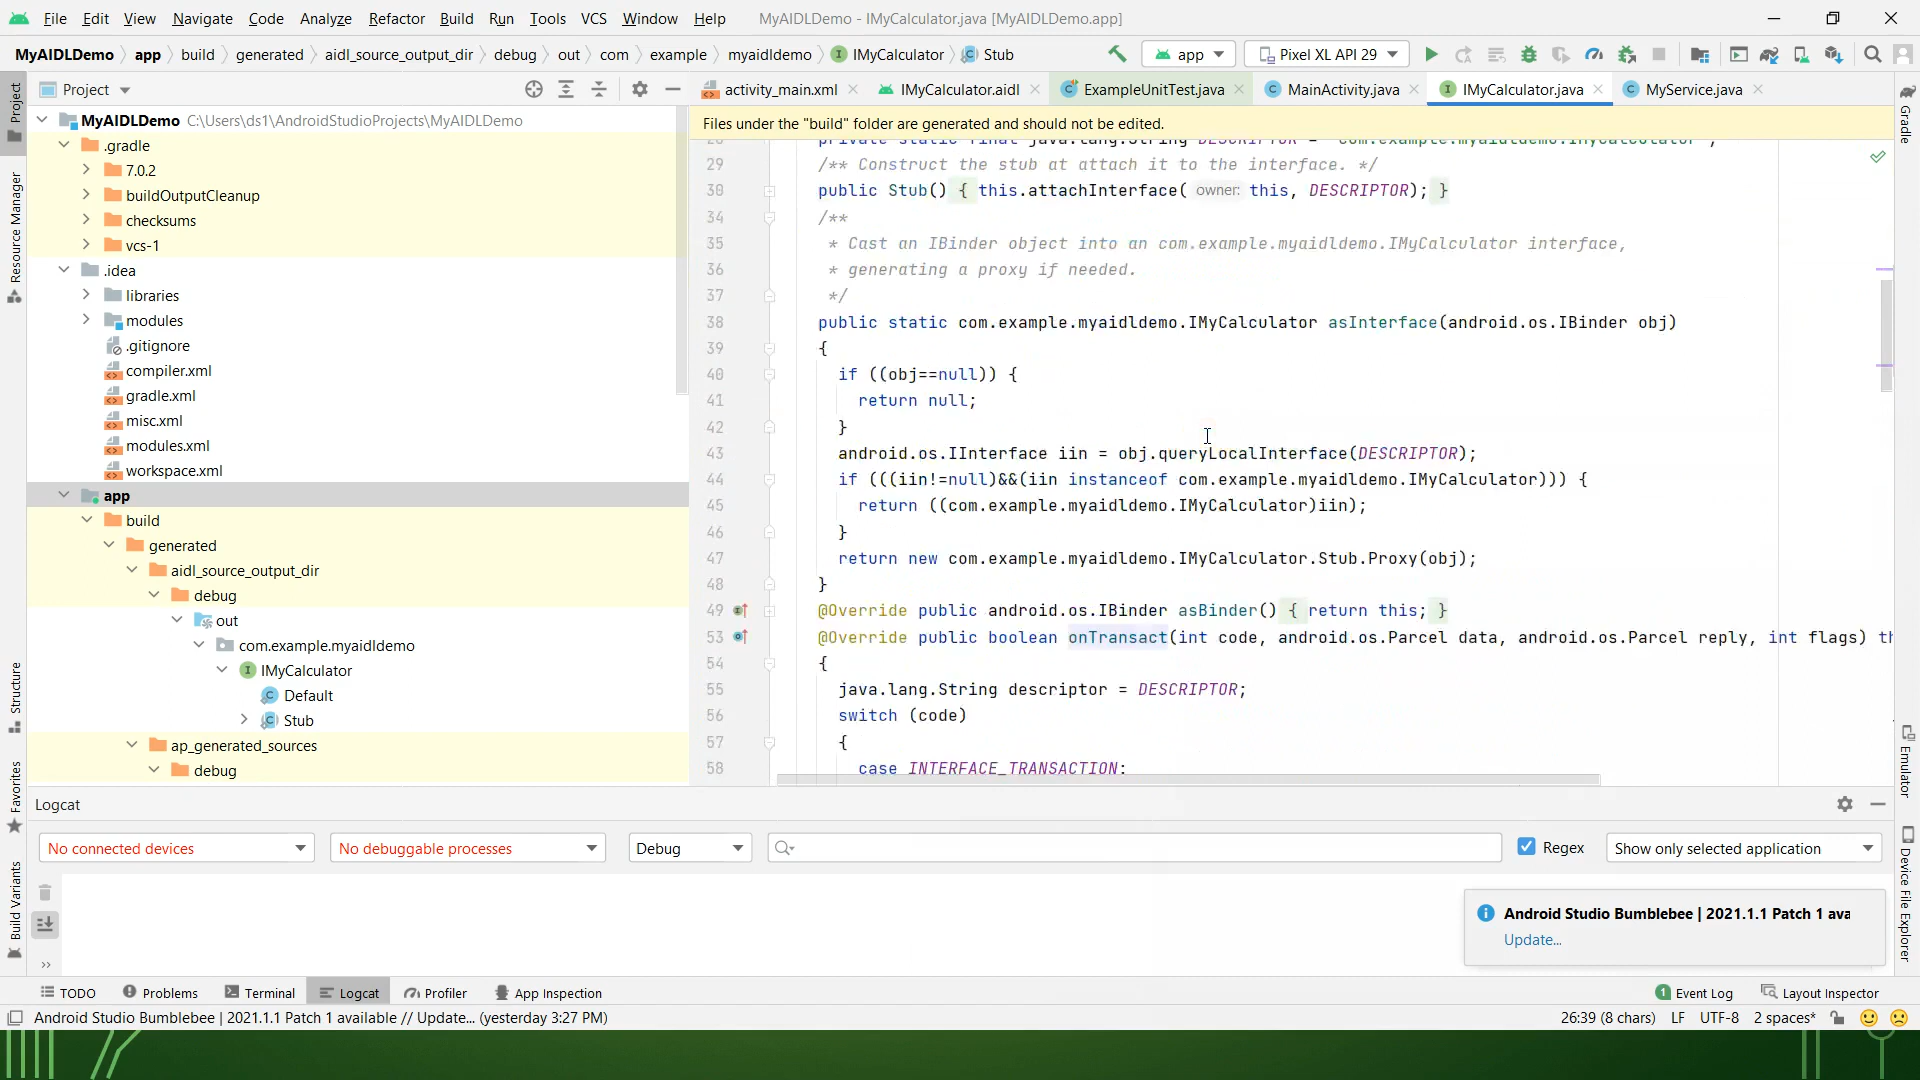 File Edit View Navigate Code Analyze Refactor Build Run Tools VCS Window Help MyAIDLDemo - IMyCalculator.java [MyAIDLDemo.app]
MyAIDLDemo app build generated aidl_source_output_dir debug out com example myaidldemo IMyCalculator Stub app Pixel XL API 29
Project
activity_main.xml IMyCalculator.aidl ExampleUnitTest.java MainActivity.java IMyCalculator.java MyService.java
Project
Resource Manager
Structure
Favorites
Build Variants
MyAIDLDemo C:\Users\ds1\AndroidStudioProjects\MyAIDLDemo
.gradle
7.0.2
buildOutputCleanup
checksums
vcs-1
.idea
libraries
modules
.gitignore
compiler.xml
gradle.xml
misc.xml
modules.xml
workspace.xml
app
build
generated
aidl_source_output_dir
debug
out
com.example.myaidldemo
IMyCalculator
Default
Stub
ap_generated_sources
debug
Files under the "build" folder are generated and should not be edited.
28 private static final java.lang.String DESCRIPTOR = "com.example.myaidldemo.IMyCalculator";
29 /** Construct the stub at attach it to the interface. */
30 public Stub() { this.attachInterface( owner: this, DESCRIPTOR); }
34 /**
35 * Cast an IBinder object into an com.example.myaidldemo.IMyCalculator interface,
36 * generating a proxy if needed.
37 */
38 public static com.example.myaidldemo.IMyCalculator asInterface(android.os.IBinder obj)
39 {
40 if ((obj==null)) {
41 return null;
42 }
43 android.os.IInterface iin = obj.queryLocalInterface(DESCRIPTOR);
44 if (((iin!=null)&&(iin instanceof com.example.myaidldemo.IMyCalculator))) {
45 return ((com.example.myaidldemo.IMyCalculator)iin);
46 }
47 return new com.example.myaidldemo.IMyCalculator.Stub.Proxy(obj);
48 }
49 @Override public android.os.IBinder asBinder() { return this; }
53 @Override public boolean onTransact(int code, android.os.Parcel data, android.os.Parcel reply, int flags) th
54 {
55 java.lang.String descriptor = DESCRIPTOR;
56 switch (code)
57 {
58 case INTERFACE_TRANSACTION:
Gradle
Emulator
Device File Explorer
Logcat
No connected devices No debuggable processes Debug Regex Show only selected application
Android Studio Bumblebee | 2021.1.1 Patch 1 ava
Update...
TODO Problems Terminal Logcat Profiler App Inspection 1 Event Log Layout Inspector
Android Studio Bumblebee | 2021.1.1 Patch 1 available // Update... (yesterday 3:27 PM) 26:39 (8 chars) LF UTF-8 2 spaces*